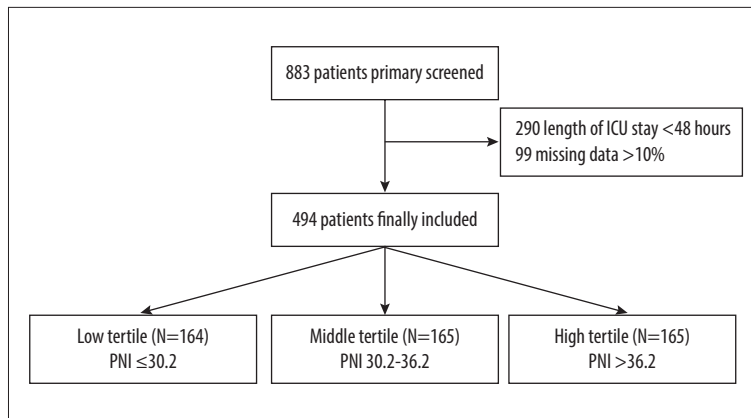 883 patients primary screened
290 length of ICU stay <48 hours
99 missing data >10%
494 patients finally included
Low tertile (N=164)
PNI ≤30.2
Middle tertile (N=165)
PNI 30.2-36.2
High tertile (N=165)
PNI >36.2